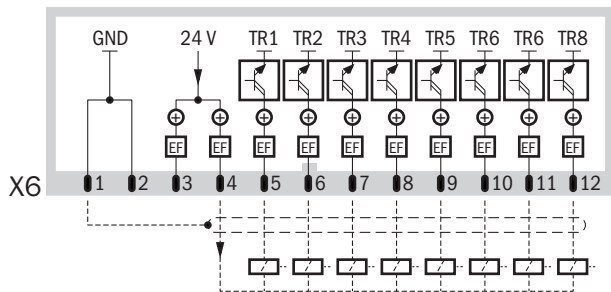 GND 24 V TR1 TR2 TR3 TR4 TR5 TR6 TR6 TR8
EF EF EF EF EF EF EF EF EF EF
X6 1 2 3 4 5 6 7 8 9 10 11 12